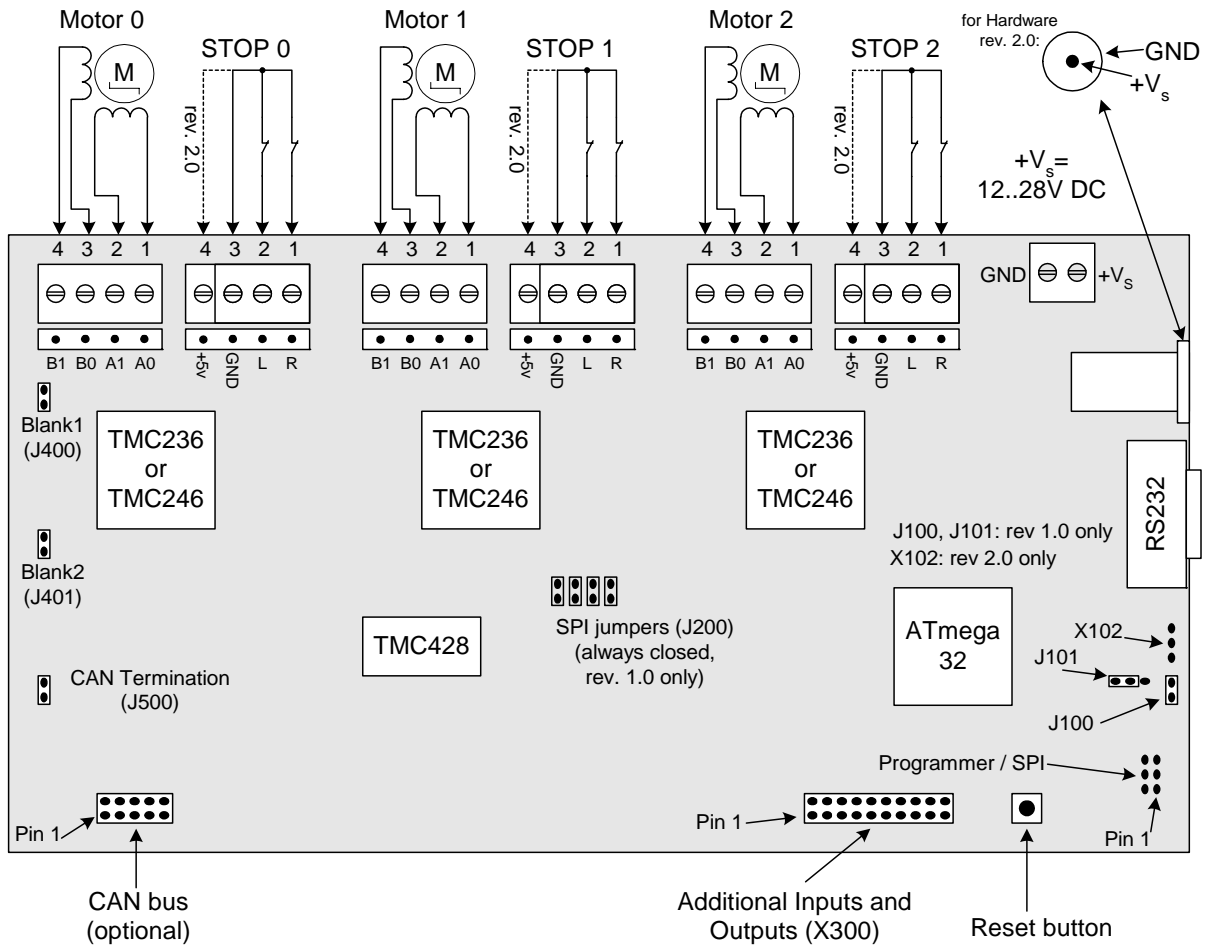 Motor 0
Motor 1
Motor 2
for Hardware
rev. 2.0:
GND
+Vs
STOP 0
STOP 1
STOP 2
M
M
M
rev. 2.0
rev. 2.0
rev. 2.0
+Vs=
12..28V DC
4 3 2 1
4 3 2 1
4 3 2 1
4 3 2 1
4 3 2 1
4 3 2 1
GND
+VS
B1 B0 A1 A0
+5v GND L R
B1 B0 A1 A0
+5v GND L R
B1 B0 A1 A0
+5v GND L R
Blank1
(J400)
TMC236
or
TMC246
TMC236
or
TMC246
TMC236
or
TMC246
RS232
J100, J101: rev 1.0 only
X102: rev 2.0 only
Blank2
(J401)
SPI jumpers (J200)
(always closed,
rev. 1.0 only)
TMC428
ATmega
32
X102
J101
CAN Termination
(J500)
J100
Programmer / SPI
Pin 1
Pin 1
Pin 1
CAN bus
(optional)
Additional Inputs and
Outputs (X300)
Reset button